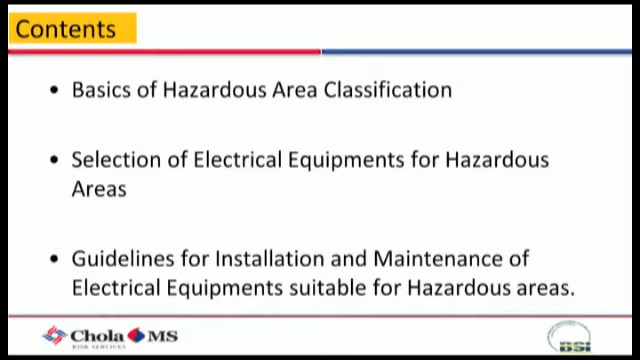 Contents
• Basics of Hazardous Area Classification
• Selection of Electrical Equipments for Hazardous
Areas
• Guidelines for Installation and Maintenance of
Electrical Equipments suitable for Hazardous areas.
Chola MS
RISK SERVICES
DSI